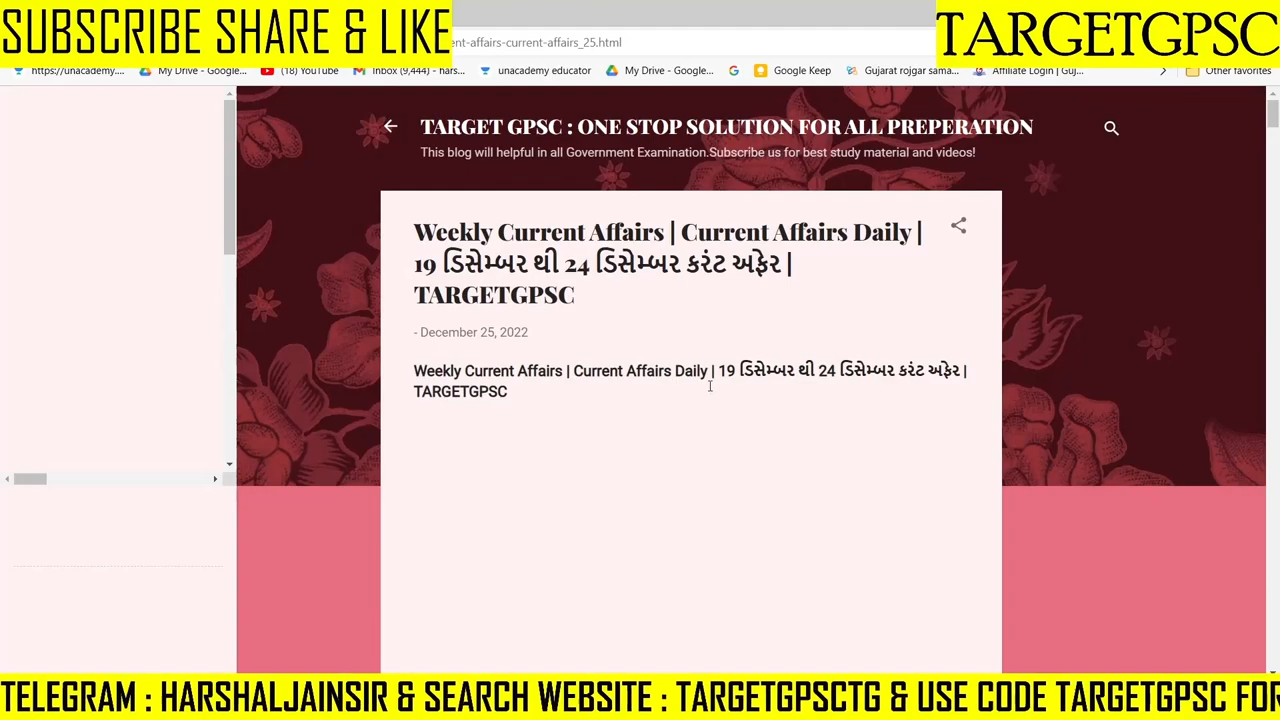 SUBSCRIBE SHARE & LIKE
TARGETGPSC
nt-affairs-current-affairs_25.html
https://unacademy.... My Drive - Google... (18) YouTube Inbox (9,444) - hars... unacademy educator My Drive - Google... Google Keep Gujarat rojgar sama... Affiliate Login | Guj... Other favorites
TARGET GPSC : ONE STOP SOLUTION FOR ALL PREPERATION
This blog will helpful in all Government Examination.Subscribe us for best study material and videos!
Weekly Current Affairs | Current Affairs Daily |
19 ડિસેમ્બર થી 24 ડિસેમ્બર કરંટ અફેર |
TARGETGPSC
- December 25, 2022
Weekly Current Affairs | Current Affairs Daily | 19 ડિસેમ્બર થી 24 ડિસેમ્બર કરંટ અફેર |
TARGETGPSC
TELEGRAM : HARSHALJAINSIR & SEARCH WEBSITE : TARGETGPSCTG & USE CODE TARGETGPSC FOR